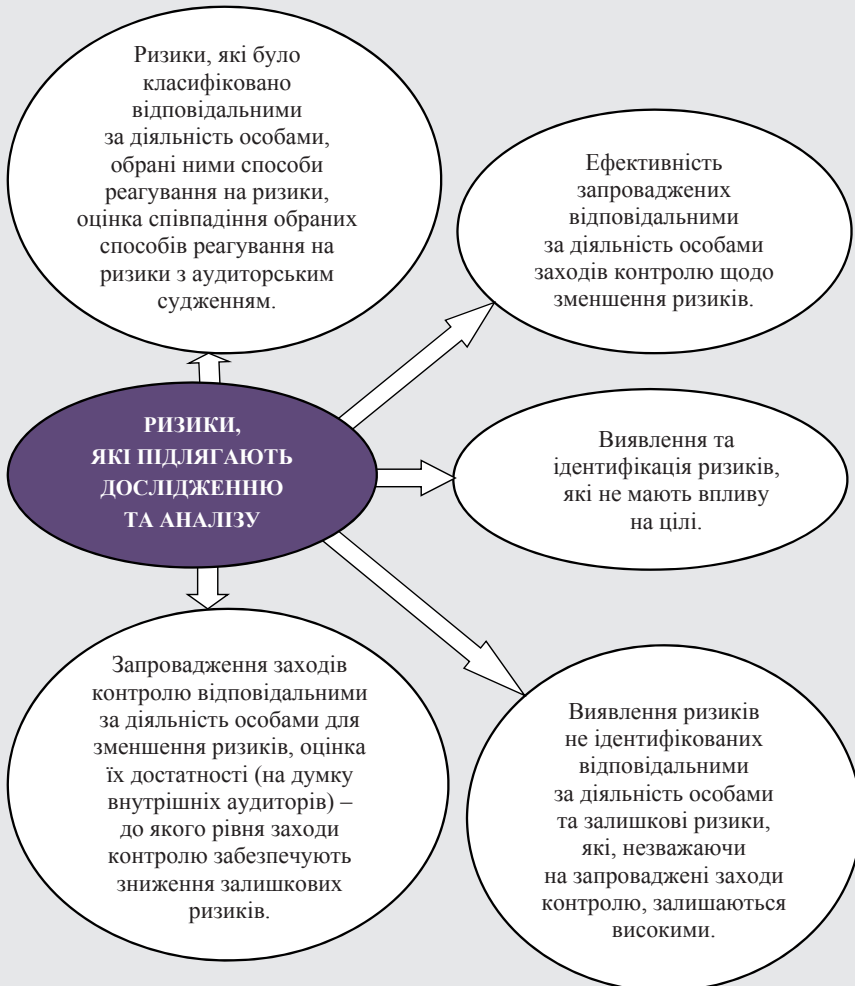 Ризики, які було
класифіковано
відповідальними
за діяльність особами,
обрані ними способи
реагування на ризики,
оцінка співпадіння обраних
способів реагування на
ризики з аудиторським
судженням.
Ефективність
запроваджених
відповідальними
за діяльність особами
заходів контролю щодо
зменшення ризиків.
РИЗИКИ,
ЯКІ ПІДЛЯГАЮТЬ
ДОСЛІДЖЕННЮ
ТА АНАЛІЗУ
Виявлення та
ідентифікація ризиків,
які не мають впливу
на цілі.
Запровадження заходів
контролю відповідальними
за діяльність особами для
зменшення ризиків, оцінка
їх достатності (на думку
внутрішніх аудиторів) –
до якого рівня заходи
контролю забезпечують
зниження залишкових
ризиків.
Виявлення ризиків
не ідентифікованих
відповідальними
за діяльність особами
та залишкові ризики,
які, незважаючи
на запроваджені заходи
контролю, залишаються
високими.